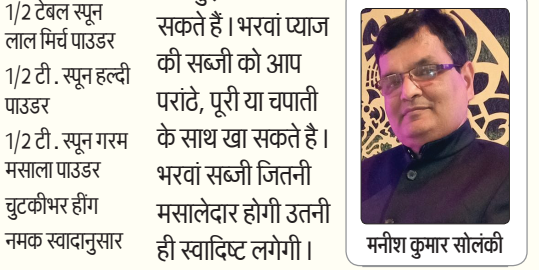 1/2 टेबल स्पून
लाल मिर्च पाउडर
1/2 टी . स्पून हल्दी
पाउडर
1/2 टी . स्पून गरम
मसाला पाउडर
चुटकीभर हींग
नमक स्वादानुसार
सकते हैं । भरवां प्याज
की सब्जी को आप
परांठे, पूरी या चपाती
के साथ खा सकते है ।
भरवां सब्जी जितनी
मसालेदार होगी उतनी
ही स्वादिष्ट लगेगी ।
मनीश कुमार सोलंकी